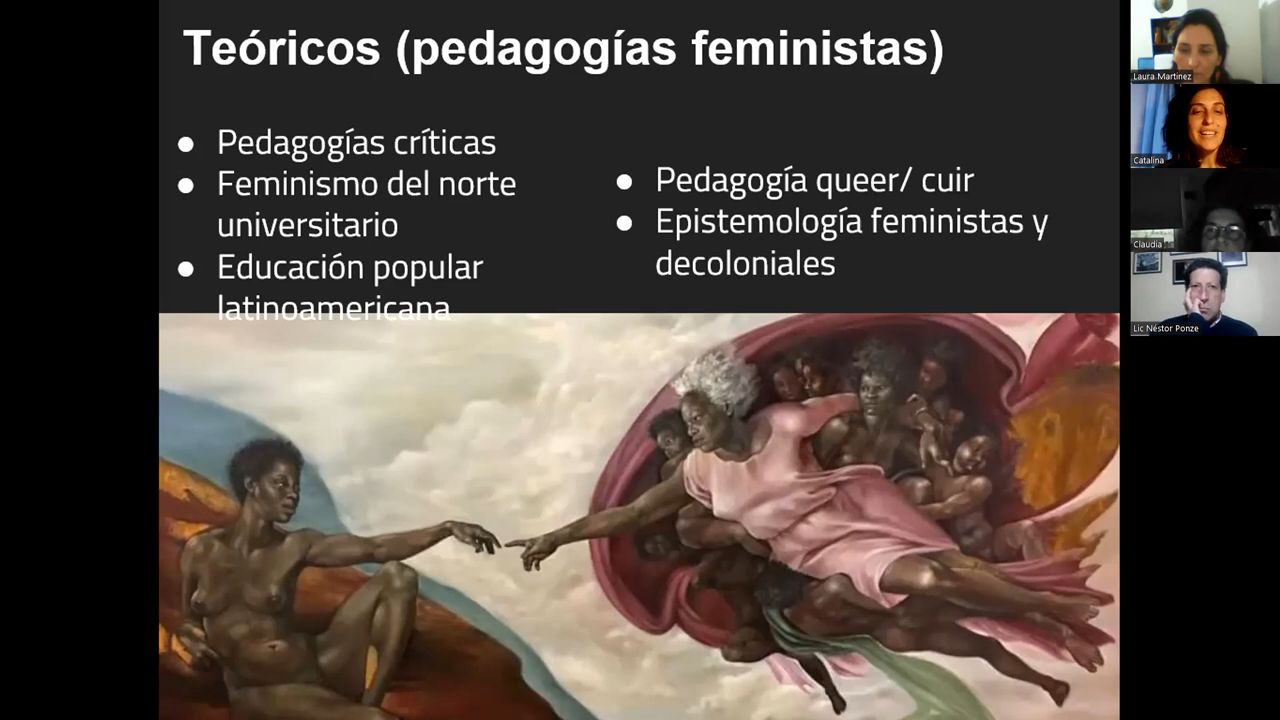 Teóricos (pedagogías feministas)
● Pedagogías críticas
● Feminismo del norte
universitario
● Educación popular
latinoamericana
● Pedagogía queer/ cuir
● Epistemología feministas y
decoloniales
Laura Martinez
Catalina
Claudia
Lic Néstor Ponze